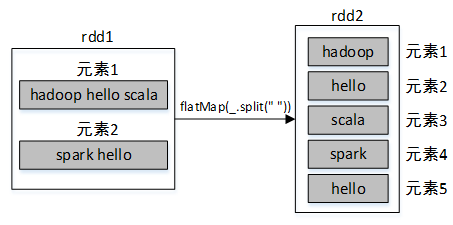 rdd1
元素1
hadoop hello scala
元素2
spark hello
flatMap(_.split(" "))
rdd2
hadoop 元素1
hello 元素2
scala 元素3
spark 元素4
hello 元素5